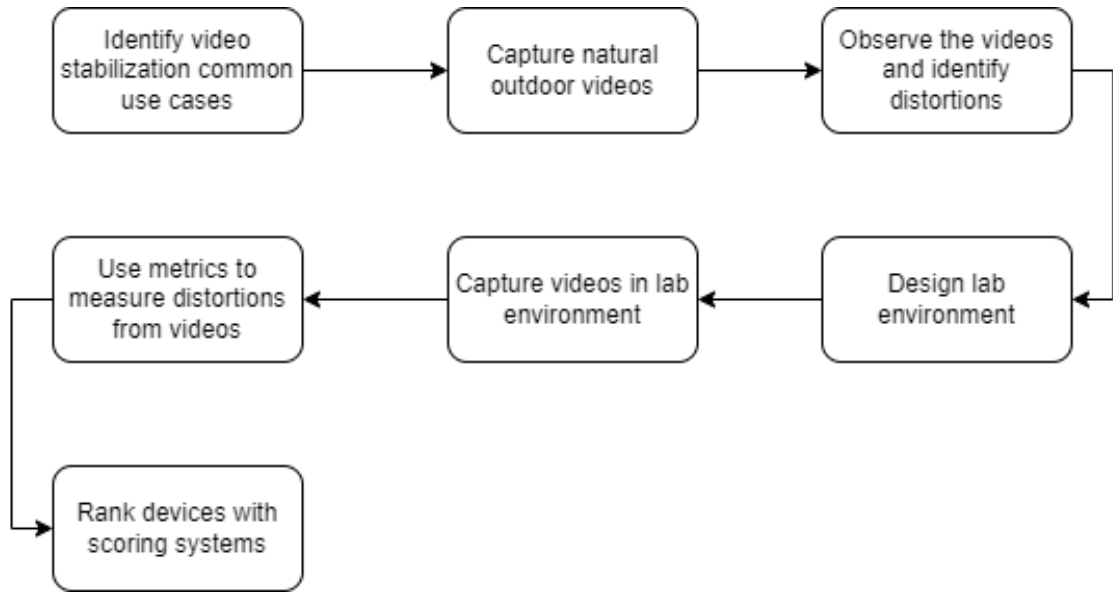 Identify video
stabilization common
use cases
Capture natural
outdoor videos
Observe the videos
and identify
distortions
Design lab
environment
Capture videos in lab
environment
Use metrics to
measure distortions
from videos
Rank devices with
scoring systems